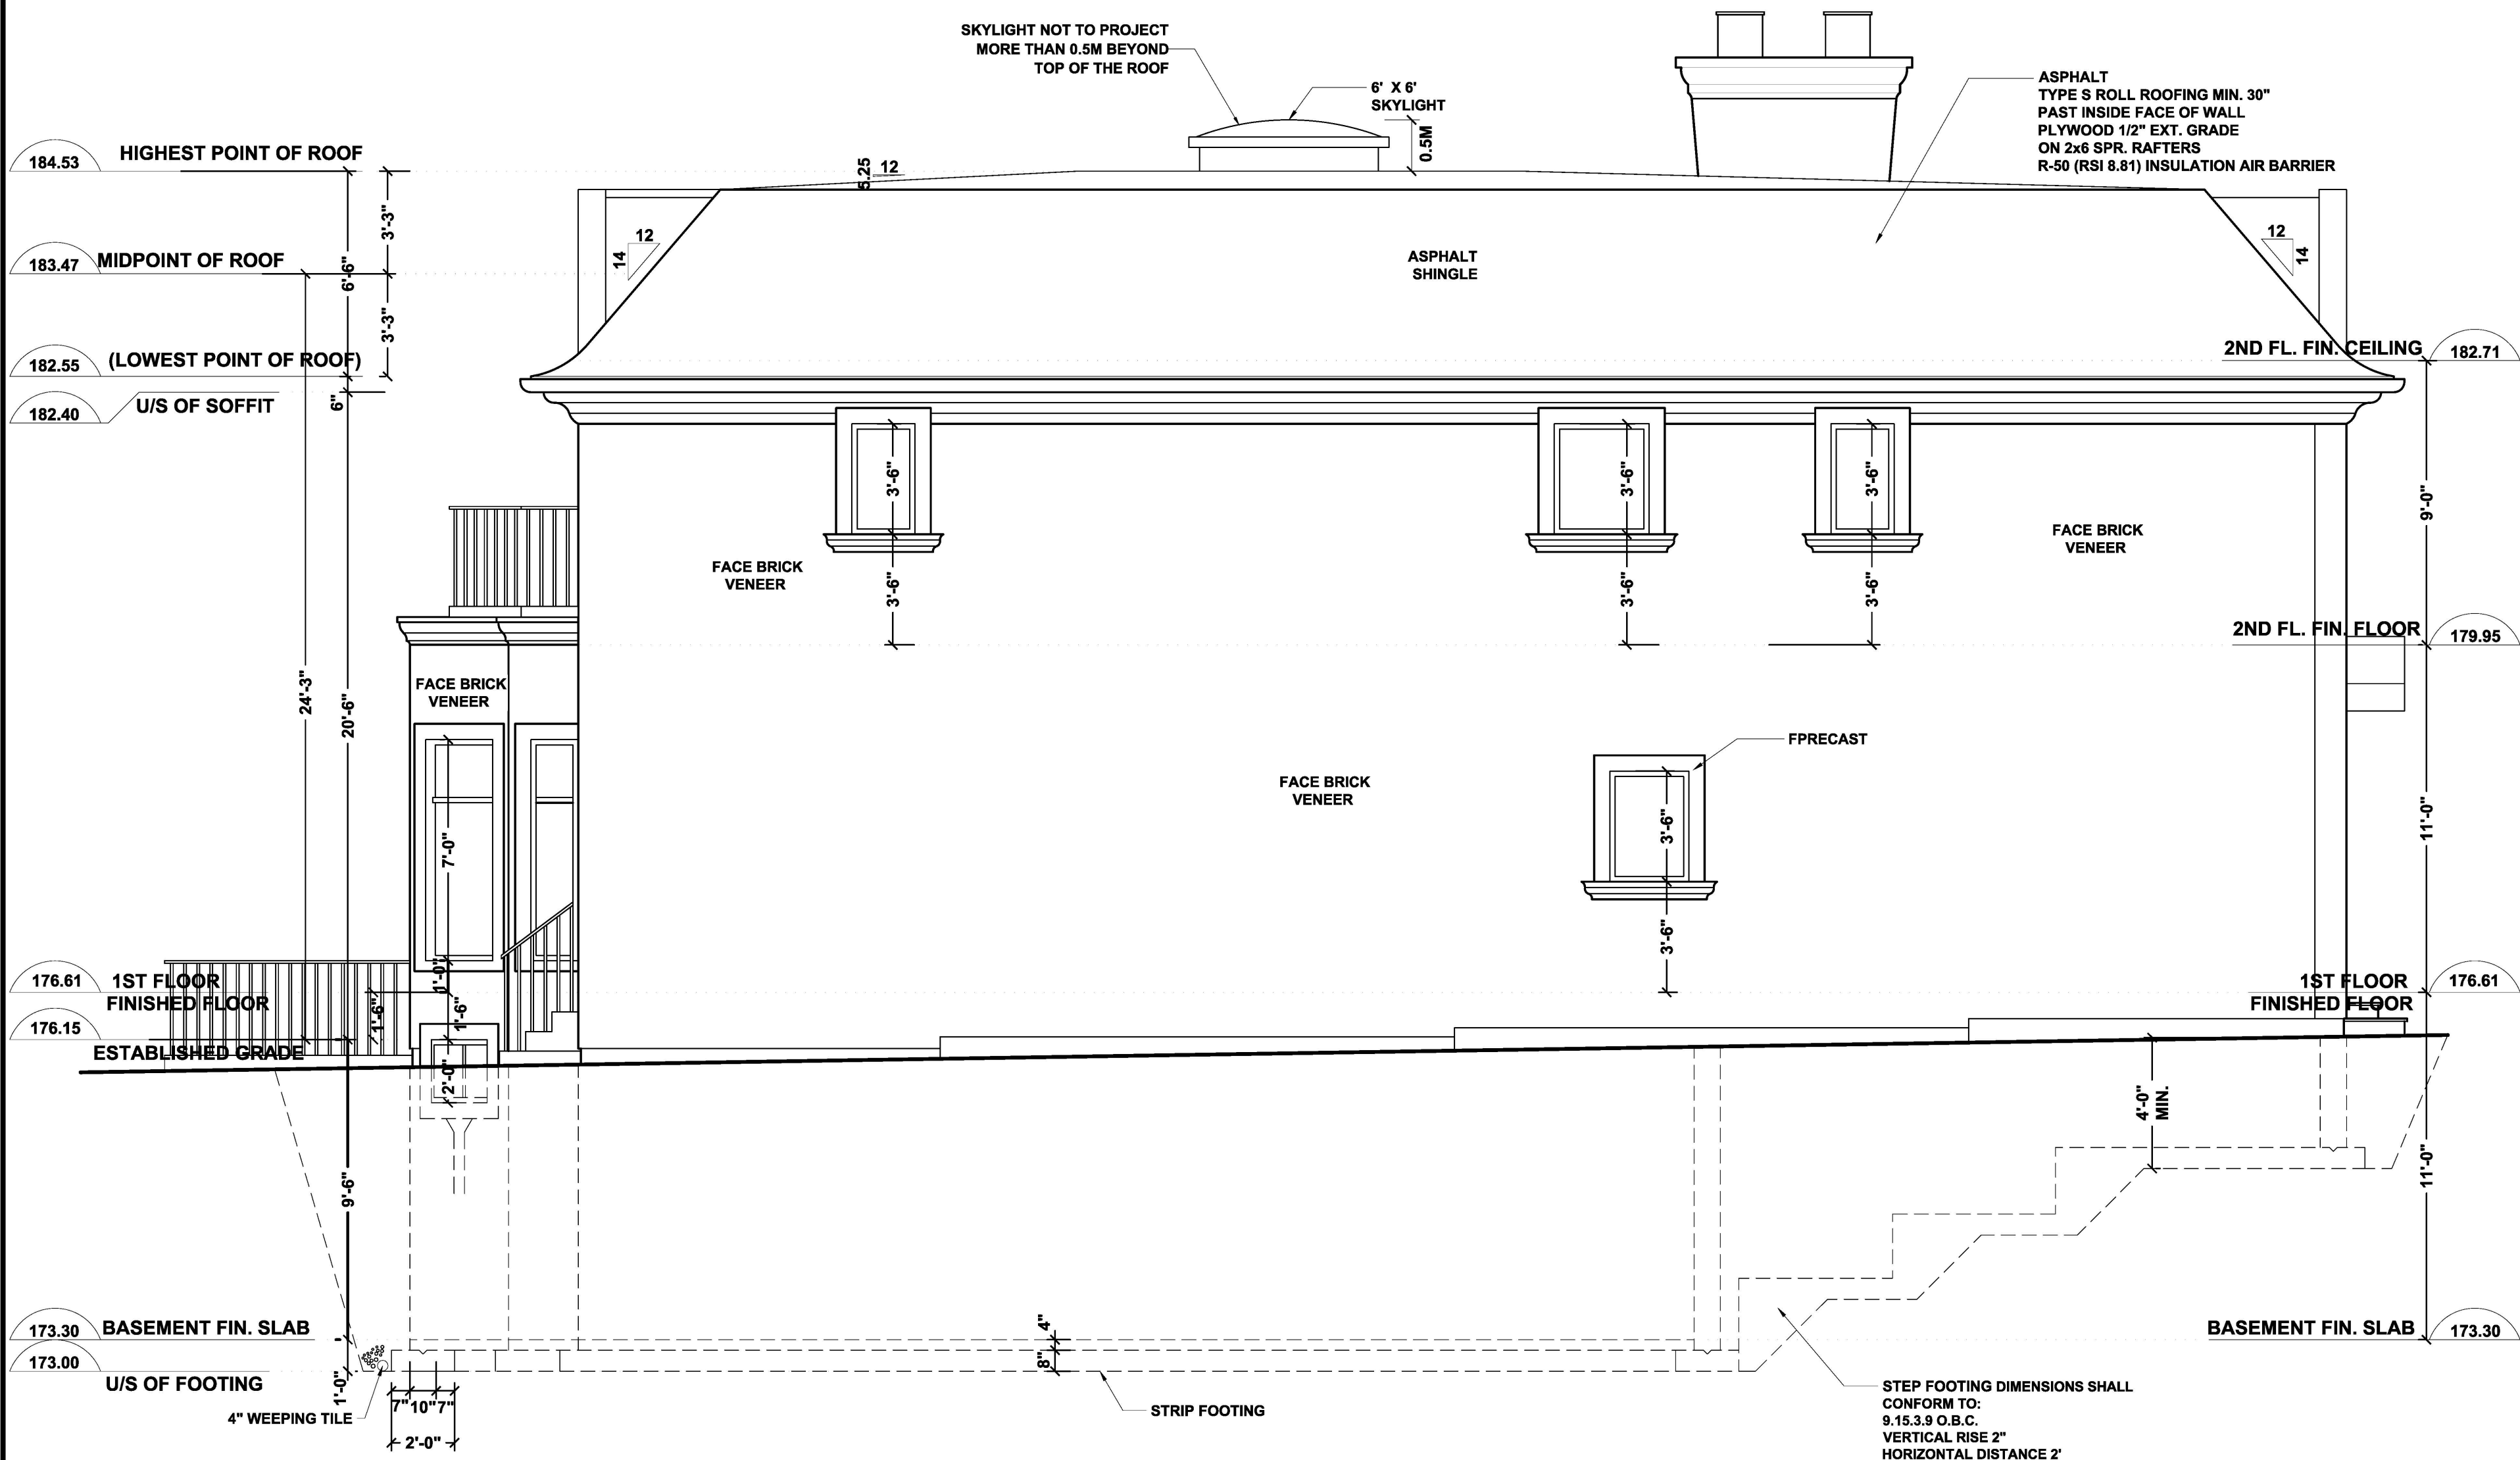 SKYLIGHT NOT TO PROJECT
MORE THAN 0.5M BEYOND
TOP OF THE ROOF
6' X 6'
SKYLIGHT
0.5M
ASPHALT
TYPE S ROLL ROOFING MIN. 30"
PAST INSIDE FACE OF WALL
PLYWOOD 1/2" EXT. GRADE
ON 2x6 SPR. RAFTERS
R-50 (RSI 8.81) INSULATION AIR BARRIER
184.53 HIGHEST POINT OF ROOF
5.25
12
3'-3"
12
14
12
14
183.47 MIDPOINT OF ROOF
6'-6"
ASPHALT
SHINGLE
3'-3"
182.55 (LOWEST POINT OF ROOF)
2ND FL. FIN. CEILING 182.71
182.40 U/S OF SOFFIT
6"
3'-6"
3'-6"
3'-6"
9'-0"
FACE BRICK
VENEER
FACE BRICK
VENEER
3'-6"
3'-6"
3'-6"
2ND FL. FIN. FLOOR 179.95
24'-3"
20'-6"
FACE BRICK
VENEER
FPRECAST
FACE BRICK
VENEER
7'-0"
3'-6"
11'-0"
3'-6"
176.61 1ST FLOOR
FINISHED FLOOR
1'-0"
1'-6"
1'-6"
1ST FLOOR 176.61
FINISHED FLOOR
176.15
ESTABLISHED GRADE
2'-0"
4'-0"
MIN.
9'-6"
11'-0"
173.30 BASEMENT FIN. SLAB
4"
BASEMENT FIN. SLAB 173.30
173.00
U/S OF FOOTING
1'-0"
8"
7" 10" 7"
4" WEEPING TILE
2'-0"
STRIP FOOTING
STEP FOOTING DIMENSIONS SHALL
CONFORM TO:
9.15.3.9 O.B.C.
VERTICAL RISE 2"
HORIZONTAL DISTANCE 2'